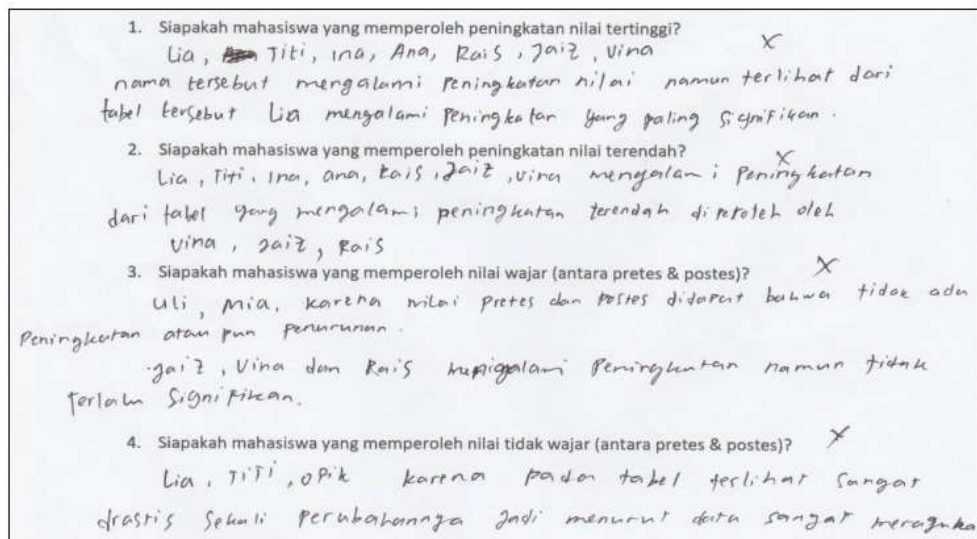 1. Siapakah mahasiswa yang memperoleh peningkatan nilai tertinggi?
Lia, Titi, Ina, Ana, Rais, Jaiz, Vina X
nama tersebut mengalami peningkatan nilai namun terlihat dari
tabel tersebut Lia mengalami Peningkatan yang paling Signifikan.
2. Siapakah mahasiswa yang memperoleh peningkatan nilai terendah? X
Lia, Titi, Ina, ana, Rais, Jaiz, vina mengalami Peningkatan
dari tabel yang mengalami peningkatan terendah diperoleh oleh
vina, Jaiz, Rais
3. Siapakah mahasiswa yang memperoleh nilai wajar (antara pretes & postes)? X
Uli, Mia, karena nilai pretes dan postes didapat bahwa tidak ada
Peningkatan ataupun penurunan.
Jaiz, Vina dan Rais mengalami Peningkatan namun tidak
terlalu Signifikan.
4. Siapakah mahasiswa yang memperoleh nilai tidak wajar (antara pretes & postes)? X
Lia, TiTi, Opik karena pada tabel terlihat Sangat
drastis Sekali Perubahannya Jadi menurut data sangat meraguka